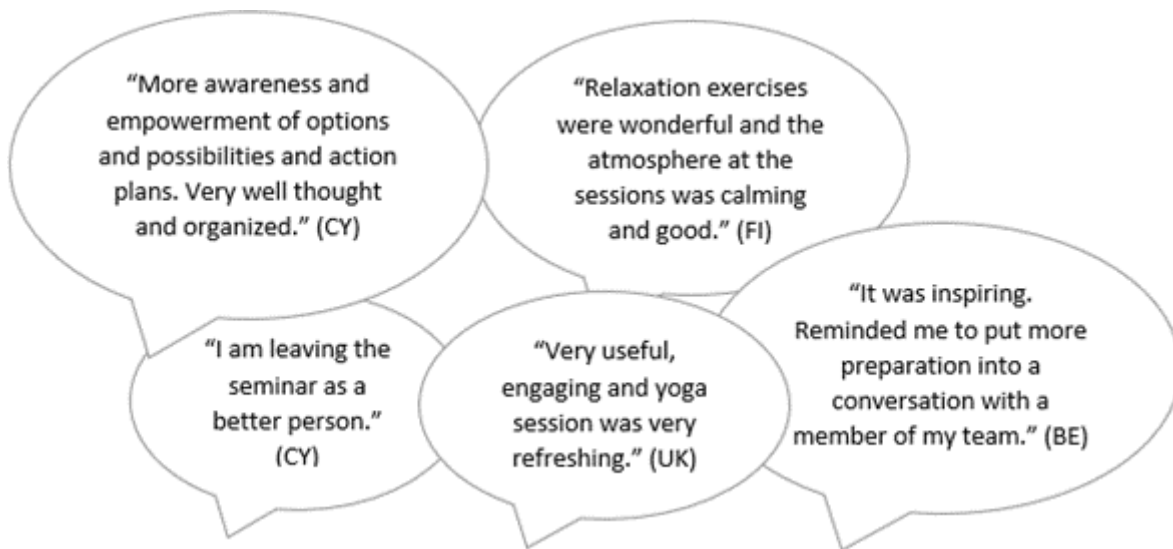 “More awareness and
empowerment of options
and possibilities and action
plans. Very well thought
and organized.” (CY)
“Relaxation exercises
were wonderful and the
atmosphere at the
sessions was calming
and good.” (FI)
“I am leaving the
seminar as a
better person.”
(CY)
“Very useful,
engaging and yoga
session was very
refreshing.” (UK)
“It was inspiring.
Reminded me to put more
preparation into a
conversation with a
member of my team.” (BE)